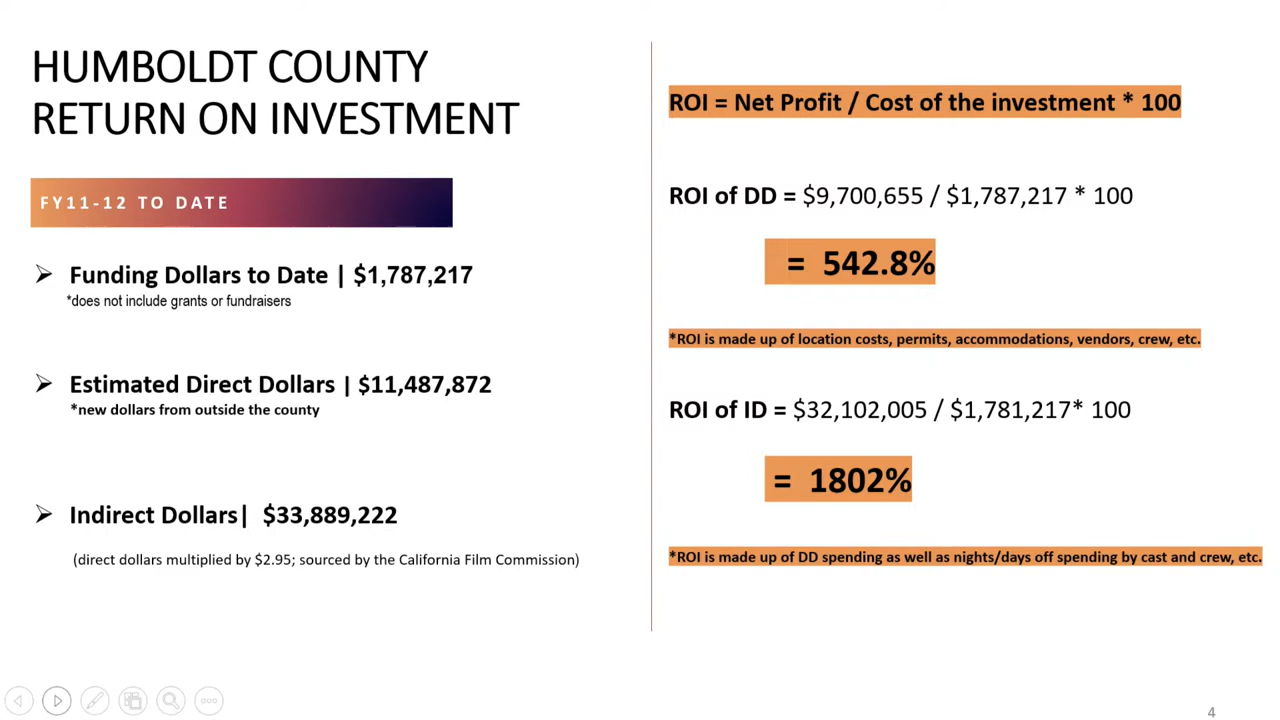 HUMBOLDT COUNTY
RETURN ON INVESTMENT
FY11-12 TO DATE
➢ Funding Dollars to Date | $1,787,217
*does not include grants or fundraisers
➢ Estimated Direct Dollars | $11,487,872
*new dollars from outside the county
➢ Indirect Dollars| $33,889,222
(direct dollars multiplied by $2.95; sourced by the California Film Commission)
ROI = Net Profit / Cost of the investment * 100
ROI of DD = $9,700,655 / $1,787,217 * 100
= 542.8%
*ROI is made up of location costs, permits, accommodations, vendors, crew, etc.
ROI of ID = $32,102,005 / $1,781,217* 100
= 1802%
*ROI is made up of DD spending as well as nights/days off spending by cast and crew, etc.
4